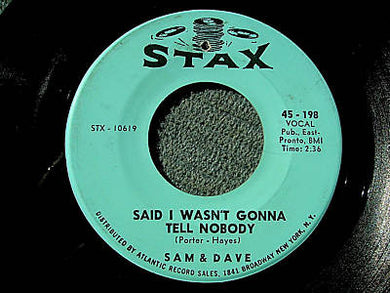 STAX
STX - 10619
45 - 198
VOCAL
Pub., East-
Pronto, BMI
Time: 2:36
SAID I WASN'T GONNA
TELL NOBODY
(Porter - Hayes)
SAM & DAVE
DISTRIBUTED BY ATLANTIC RECORD SALES, 1841 BROADWAY NEW YORK, N. Y.